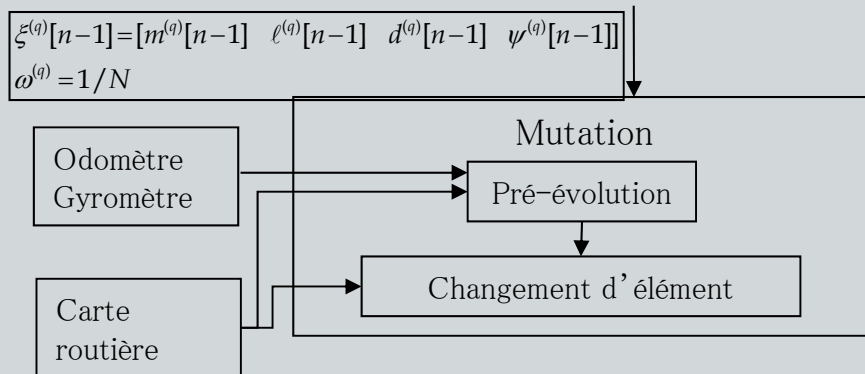 ξ^(q)[n−1]=[m^(q)[n−1] ℓ^(q)[n−1] d^(q)[n−1] ψ^(q)[n−1]]
ω^(q) = 1/N
Mutation
Odomètre
Gyromètre
Pré-évolution
Changement d'élément
Carte
routière